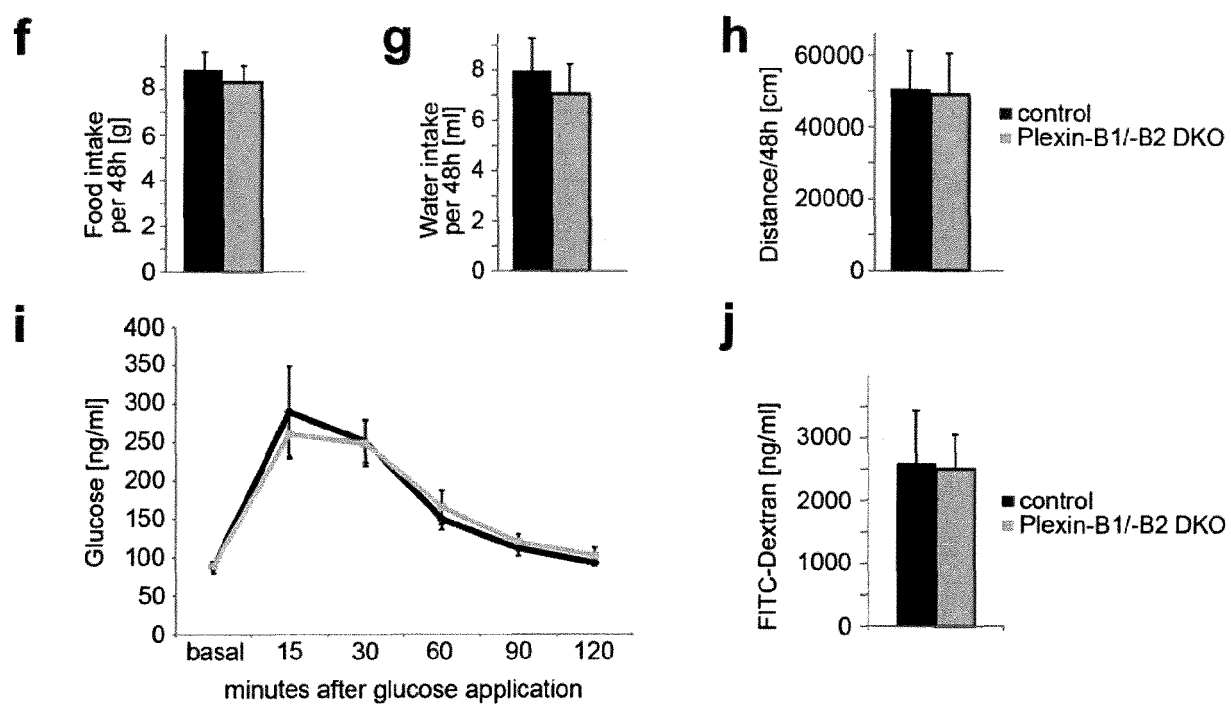 f
Food intake
per 48h [g]
8
6
4
2
0
g
Water intake
per 48h [ml]
8
6
4
2
0
h
Distance/48h [cm]
60000
40000
20000
0
control
Plexin-B1/-B2 DKO
i
Glucose [ng/ml]
400
350
300
250
200
150
100
50
0
basal 15 30 60 90 120
minutes after glucose application
j
FITC-Dextran [ng/ml]
3000
2000
1000
0
control
Plexin-B1/-B2 DKO